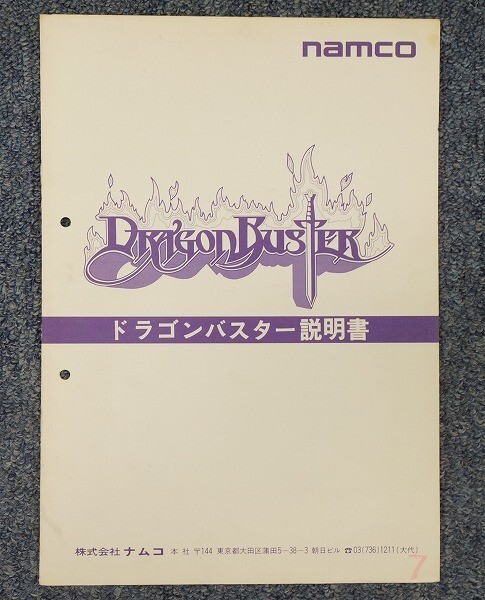 namco
DRAGON BUSTER
ドラゴンバスター説明書
株式会社 ナムコ 本 社 〒144 東京都大田区蒲田5-38-3 朝日ビル ☎03(736)1211(大代)
7